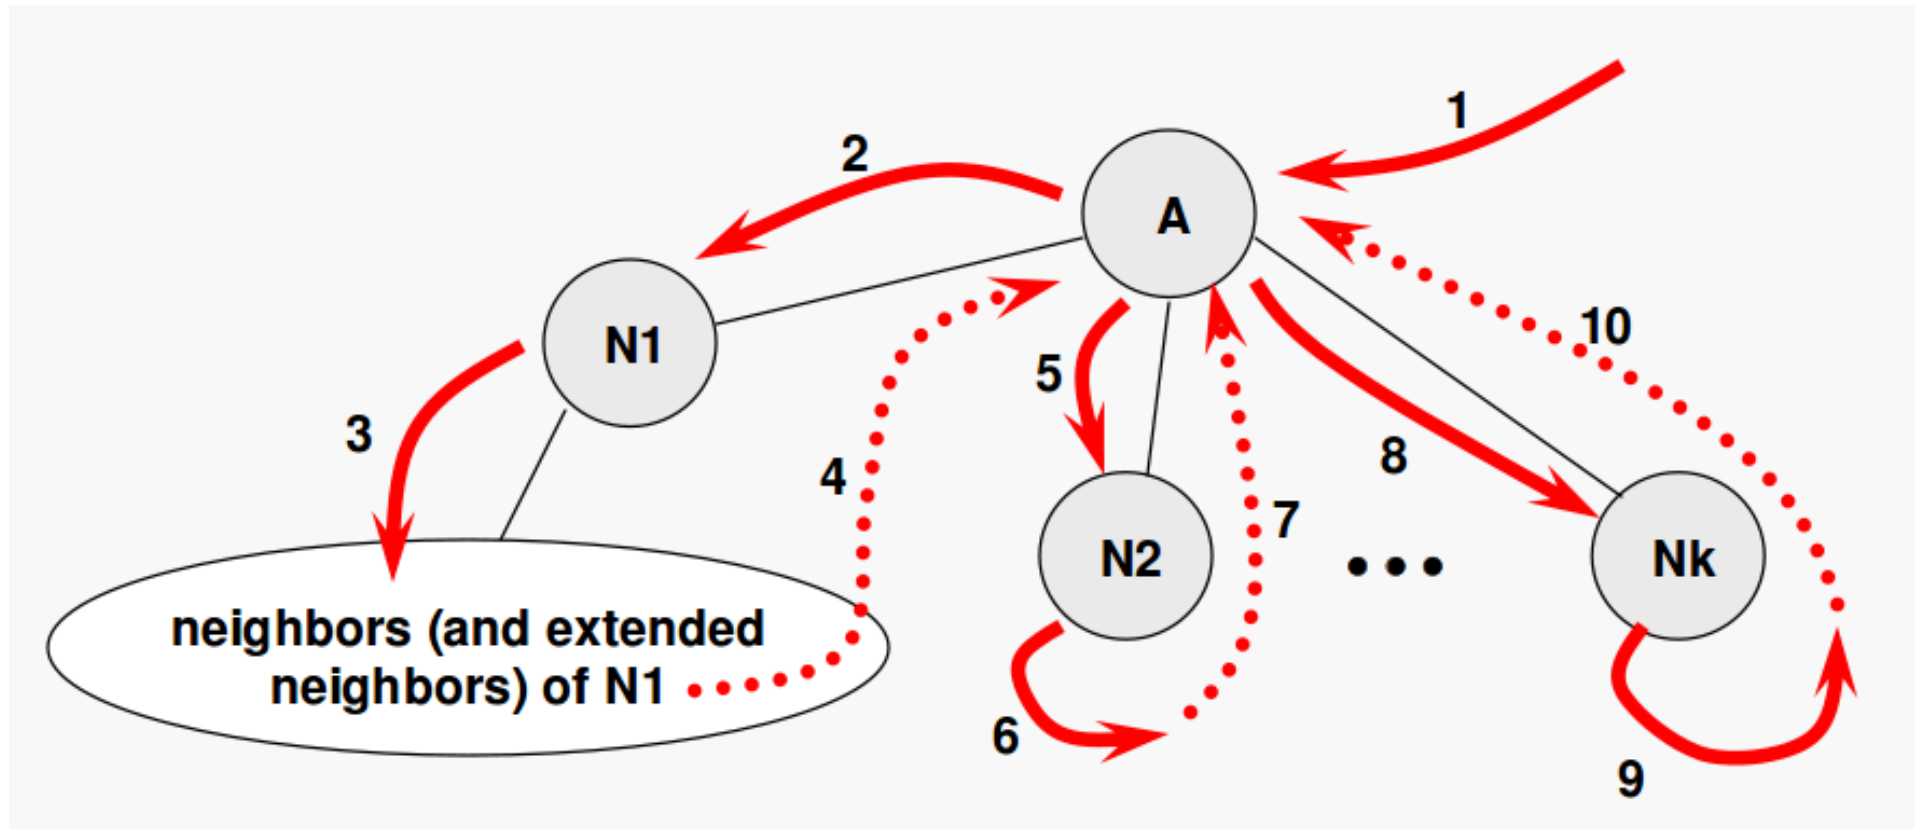 1
2
A
N1
10
5
3
8
4
7
N2
• • •
Nk
neighbors (and extended
neighbors) of N1
6
9